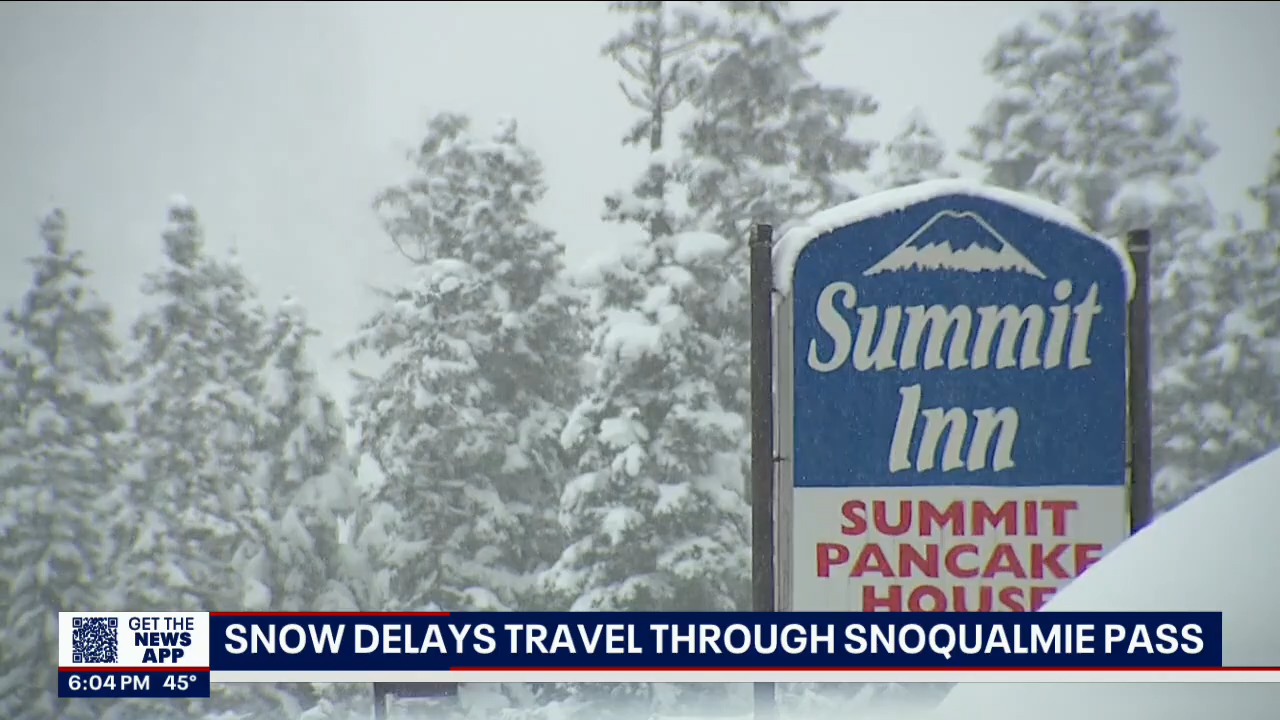 Summit
Inn
SUMMIT
PANCAKE
HOUSE
GET THE
NEWS
APP
SNOW DELAYS TRAVEL THROUGH SNOQUALMIE PASS
6:04 PM 45°